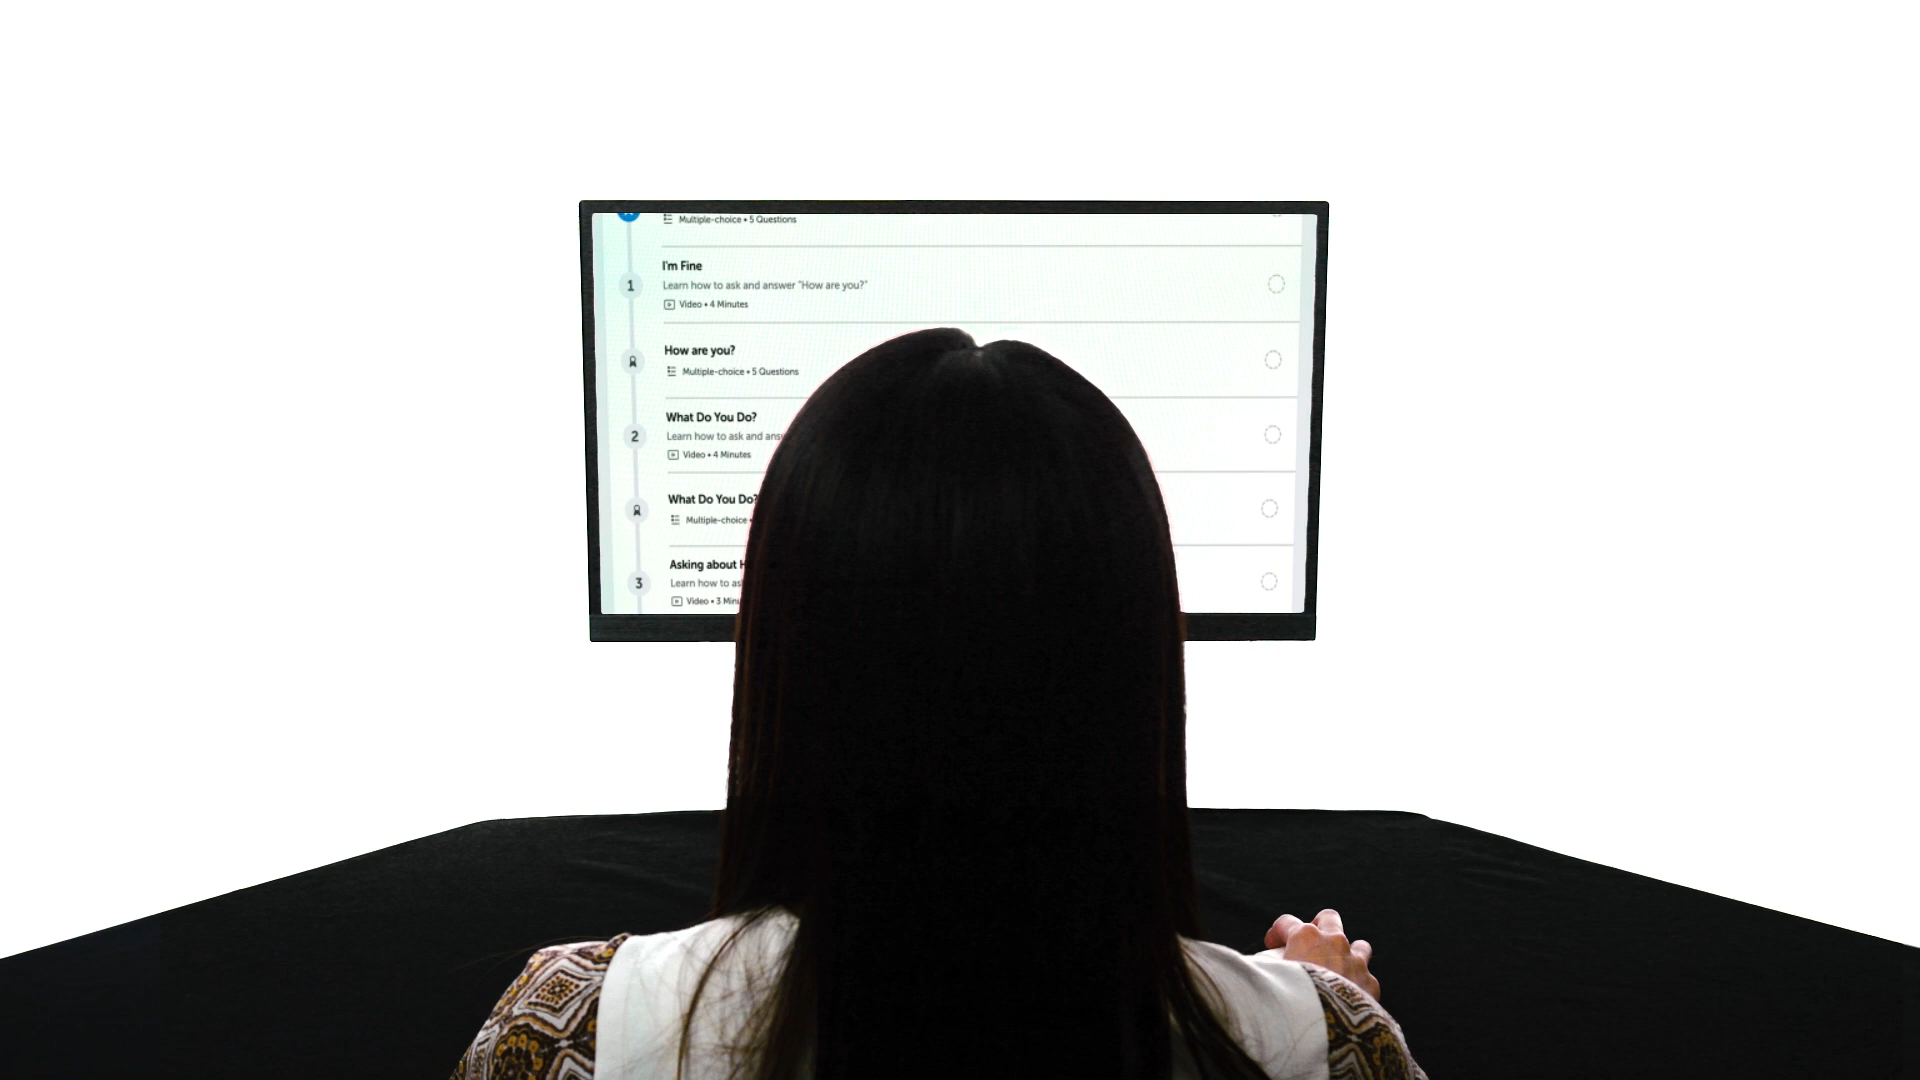 Multiple-choice • 5 Questions
1
I'm Fine
Learn how to ask and answer "How are you?"
Video • 4 Minutes
How are you?
Multiple-choice • 5 Questions
2
What Do You Do?
Learn how to ask and
Video • 4 Minutes
What Do You Do?
Multiple-choice •
3
Asking about
Learn how to
Video • 3